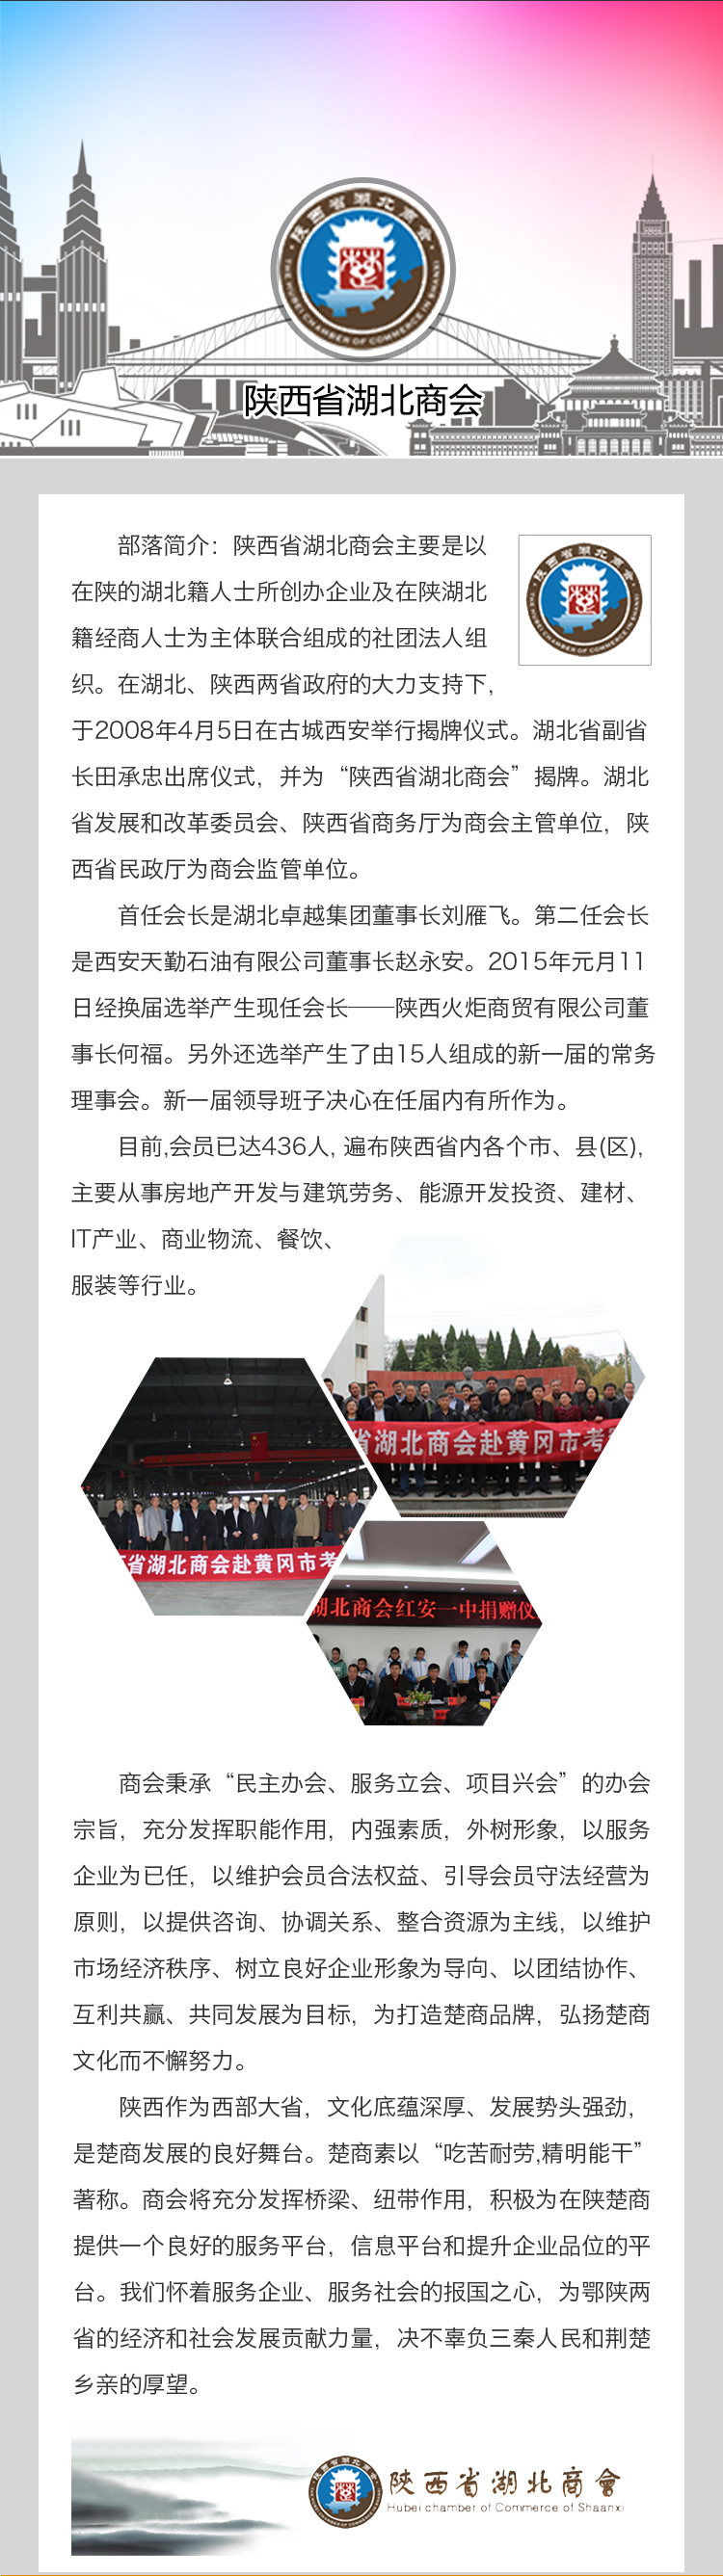 陕西省湖北商会
THE HUBEI CHAMBER OF COMMERCE IN SHAANXI
陕西省湖北商会
部落简介：陕西省湖北商会主要是以
在陕的湖北籍人士所创办企业及在陕湖北
籍经商人士为主体联合组成的社团法人组
织。在湖北、陕西两省政府的大力支持下，
于2008年4月5日在古城西安举行揭牌仪式。湖北省副省
长田承忠出席仪式，并为“陕西省湖北商会”揭牌。湖北
省发展和改革委员会、陕西省商务厅为商会主管单位，陕
西省民政厅为商会监管单位。
首任会长是湖北卓越集团董事长刘雁飞。第二任会长
是西安天勤石油有限公司董事长赵永安。2015年元月11
日经换届选举产生现任会长——陕西火炬商贸有限公司董
事长何福。另外还选举产生了由15人组成的新一届的常务
理事会。新一届领导班子决心在任届内有所作为。
目前,会员已达436人, 遍布陕西省内各个市、县(区),
主要从事房地产开发与建筑劳务、能源开发投资、建材、
IT产业、商业物流、餐饮、
服装等行业。
省湖北商会赴黄冈市考
省湖北商会赴黄冈市考
湖北商会红安一中捐赠仪
商会秉承“民主办会、服务立会、项目兴会”的办会
宗旨，充分发挥职能作用，内强素质，外树形象，以服务
企业为已任，以维护会员合法权益、引导会员守法经营为
原则，以提供咨询、协调关系、整合资源为主线，以维护
市场经济秩序、树立良好企业形象为导向、以团结协作、
互利共赢、共同发展为目标，为打造楚商品牌，弘扬楚商
文化而不懈努力。
陕西作为西部大省，文化底蕴深厚、发展势头强劲，
是楚商发展的良好舞台。楚商素以“吃苦耐劳,精明能干”
著称。商会将充分发挥桥梁、纽带作用，积极为在陕楚商
提供一个良好的服务平台，信息平台和提升企业品位的平
台。我们怀着服务企业、服务社会的报国之心，为鄂陕两
省的经济和社会发展贡献力量，决不辜负三秦人民和荆楚
乡亲的厚望。
陝西省湖北商會
Hubei chamber of Commerce of Shaanxi